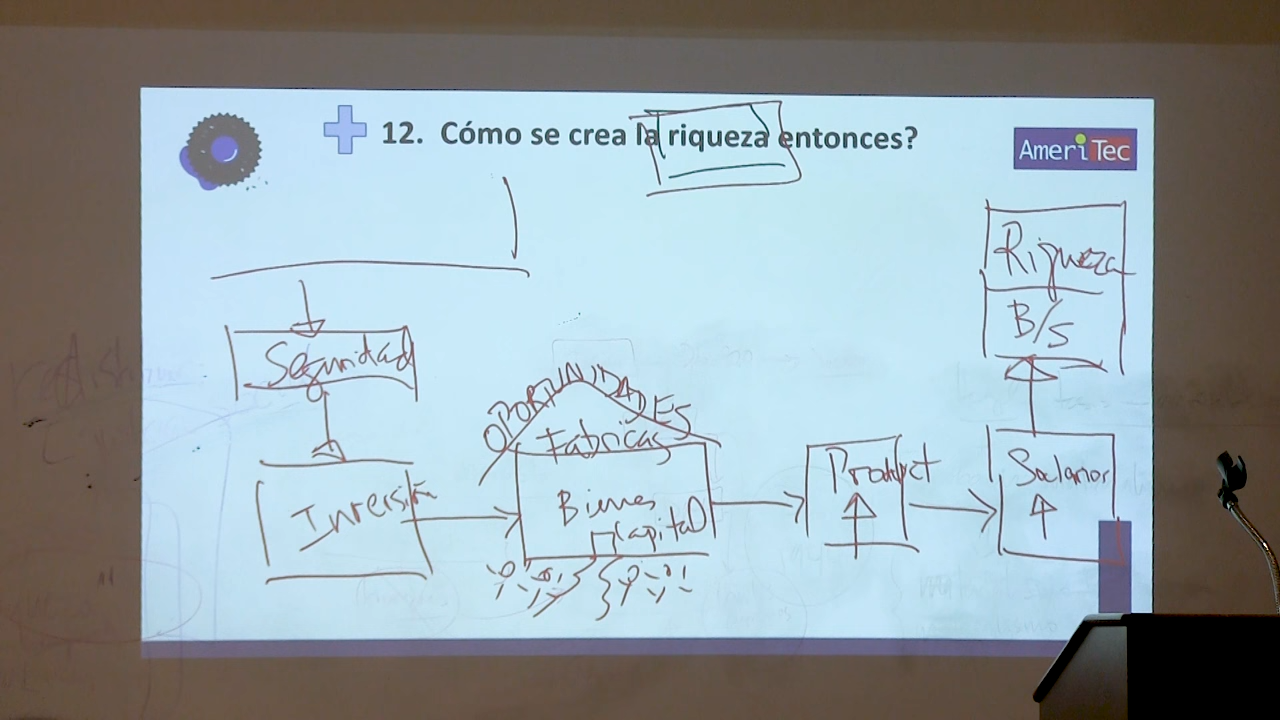 12. Cómo se crea la riqueza entonces?
AmeriTec
Riqueza
B/S
Seguridad
OPORTUNIDADES
Fabricas
Inversión
Bienes
Capital
Product
Salarios